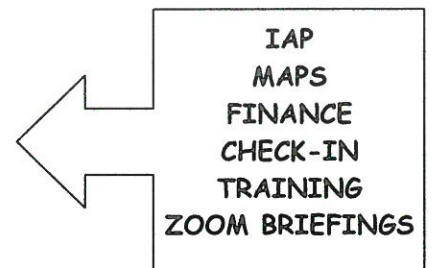 IAP
MAPS
FINANCE
CHECK-IN
TRAINING
ZOOM BRIEFINGS